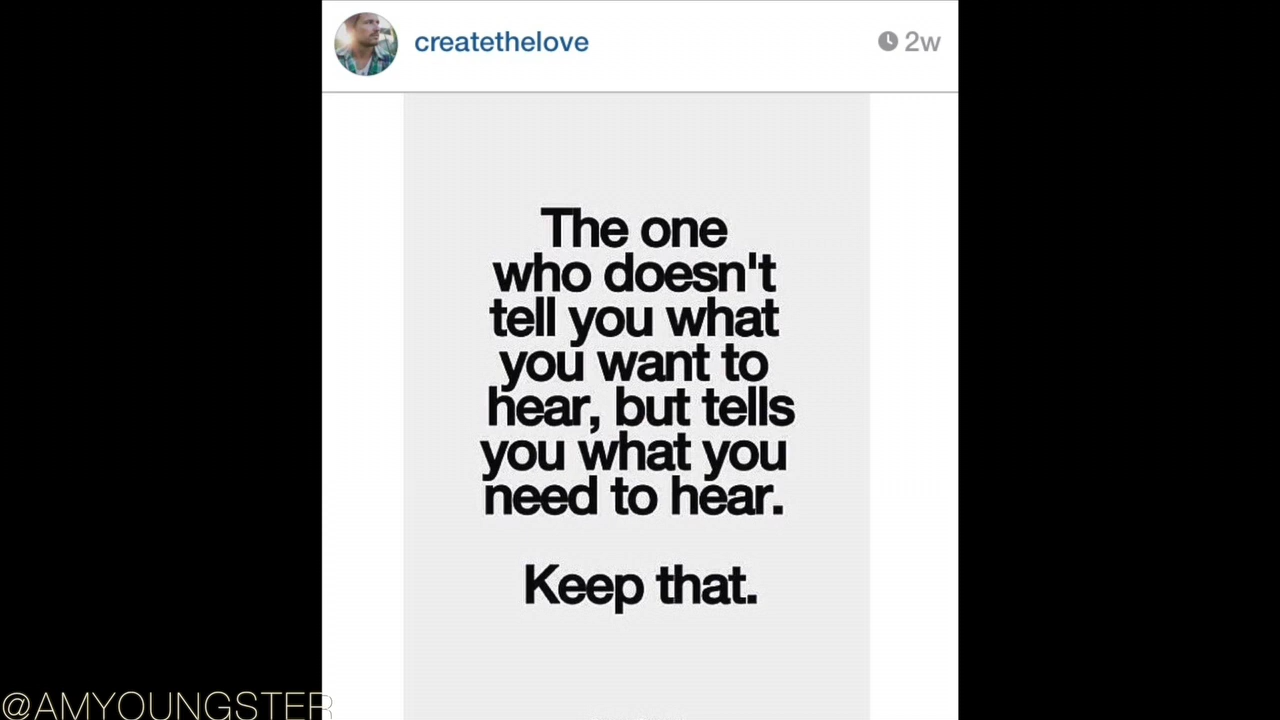 createthelove
2w
The one
who doesn't
tell you what
you want to
hear, but tells
you what you
need to hear.
Keep that.
@AMYOUNGSTER